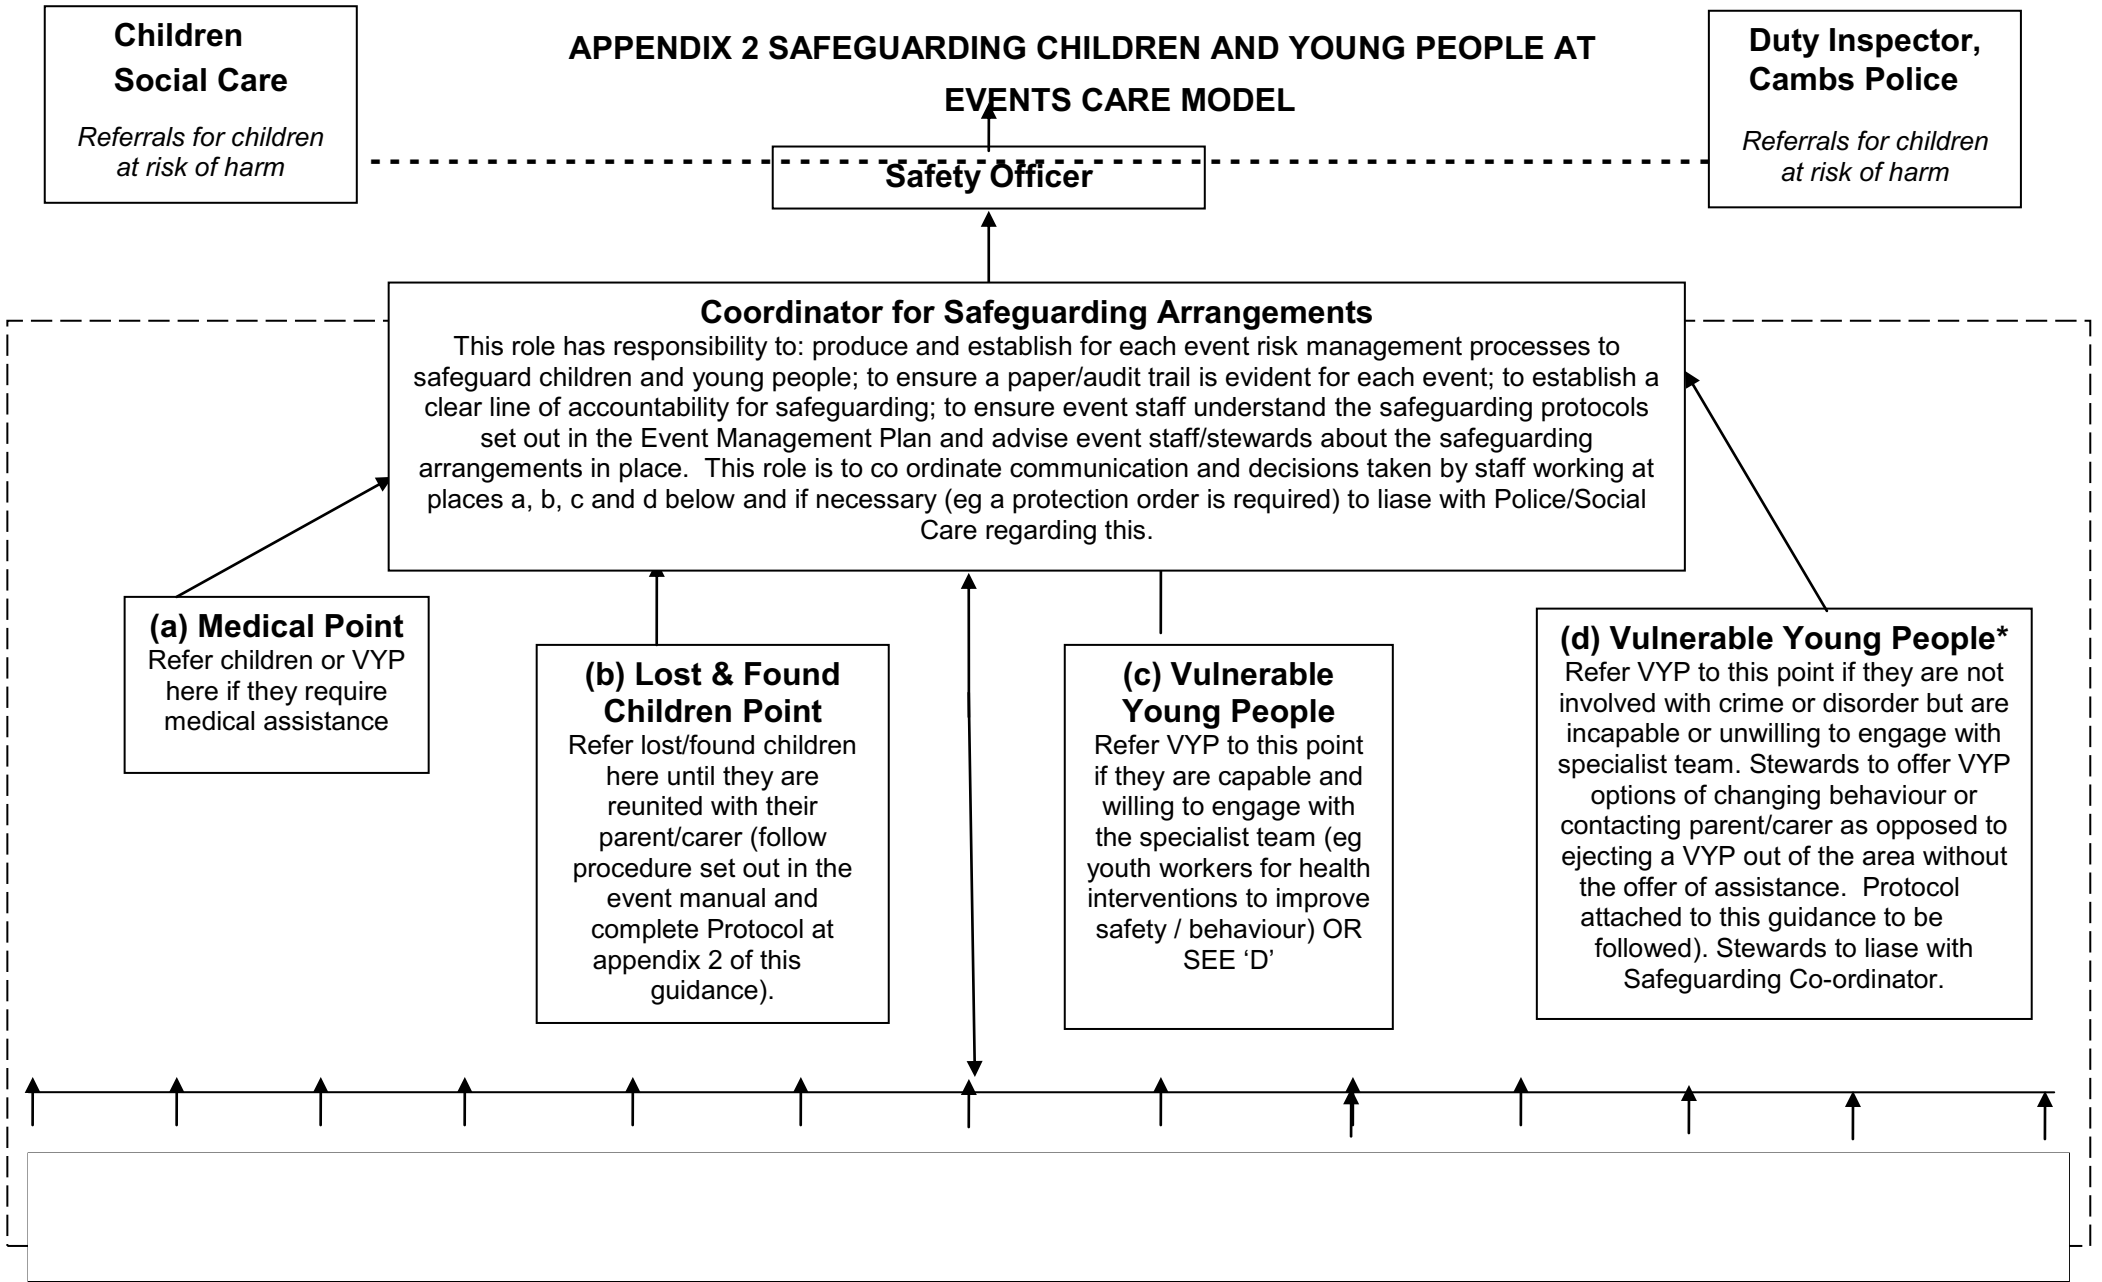 Children
Social Care
Referrals for children
at risk of harm
APPENDIX 2 SAFEGUARDING CHILDREN AND YOUNG PEOPLE AT
EVENTS CARE MODEL
Duty Inspector,
Cambs Police
Referrals for children
at risk of harm
Safety Officer
Coordinator for Safeguarding Arrangements
This role has responsibility to: produce and establish for each event risk management processes to
safeguard children and young people; to ensure a paper/audit trail is evident for each event; to establish a
clear line of accountability for safeguarding; to ensure event staff understand the safeguarding protocols
set out in the Event Management Plan and advise event staff/stewards about the safeguarding
arrangements in place.  This role is to co ordinate communication and decisions taken by staff working at
places a, b, c and d below and if necessary (eg a protection order is required) to liase with Police/Social
Care regarding this.
(a) Medical Point
Refer children or VYP
here if they require
medical assistance
(b) Lost & Found
Children Point
Refer lost/found children
here until they are
reunited with their
parent/carer (follow
procedure set out in the
event manual and
complete Protocol at
appendix 2 of this
guidance).
(c) Vulnerable
Young People
Refer VYP to this point
if they are capable and
willing to engage with
the specialist team (eg
youth workers for health
interventions to improve
safety / behaviour) OR
SEE ‘D’
(d) Vulnerable Young People*
Refer VYP to this point if they are not
involved with crime or disorder but are
incapable or unwilling to engage with
specialist team. Stewards to offer VYP
options of changing behaviour or
contacting parent/carer as opposed to
ejecting a VYP out of the area without
the offer of assistance.  Protocol
attached to this guidance to be
followed). Stewards to liase with
Safeguarding Co-ordinator.